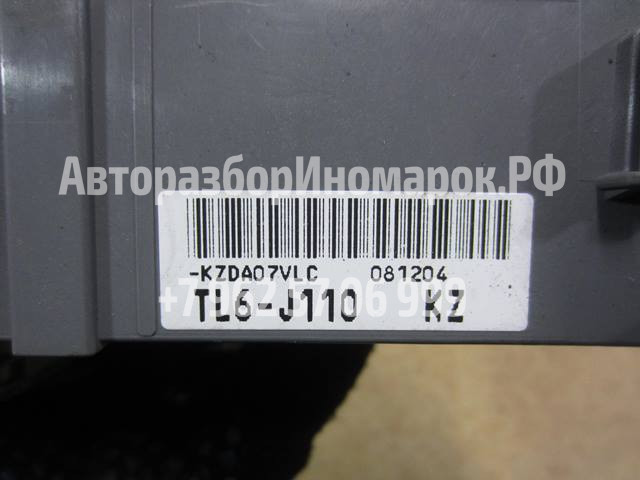 АвторазборИномарок.РФ
-KZDA07VLC 081204
TL6-J110 KZ